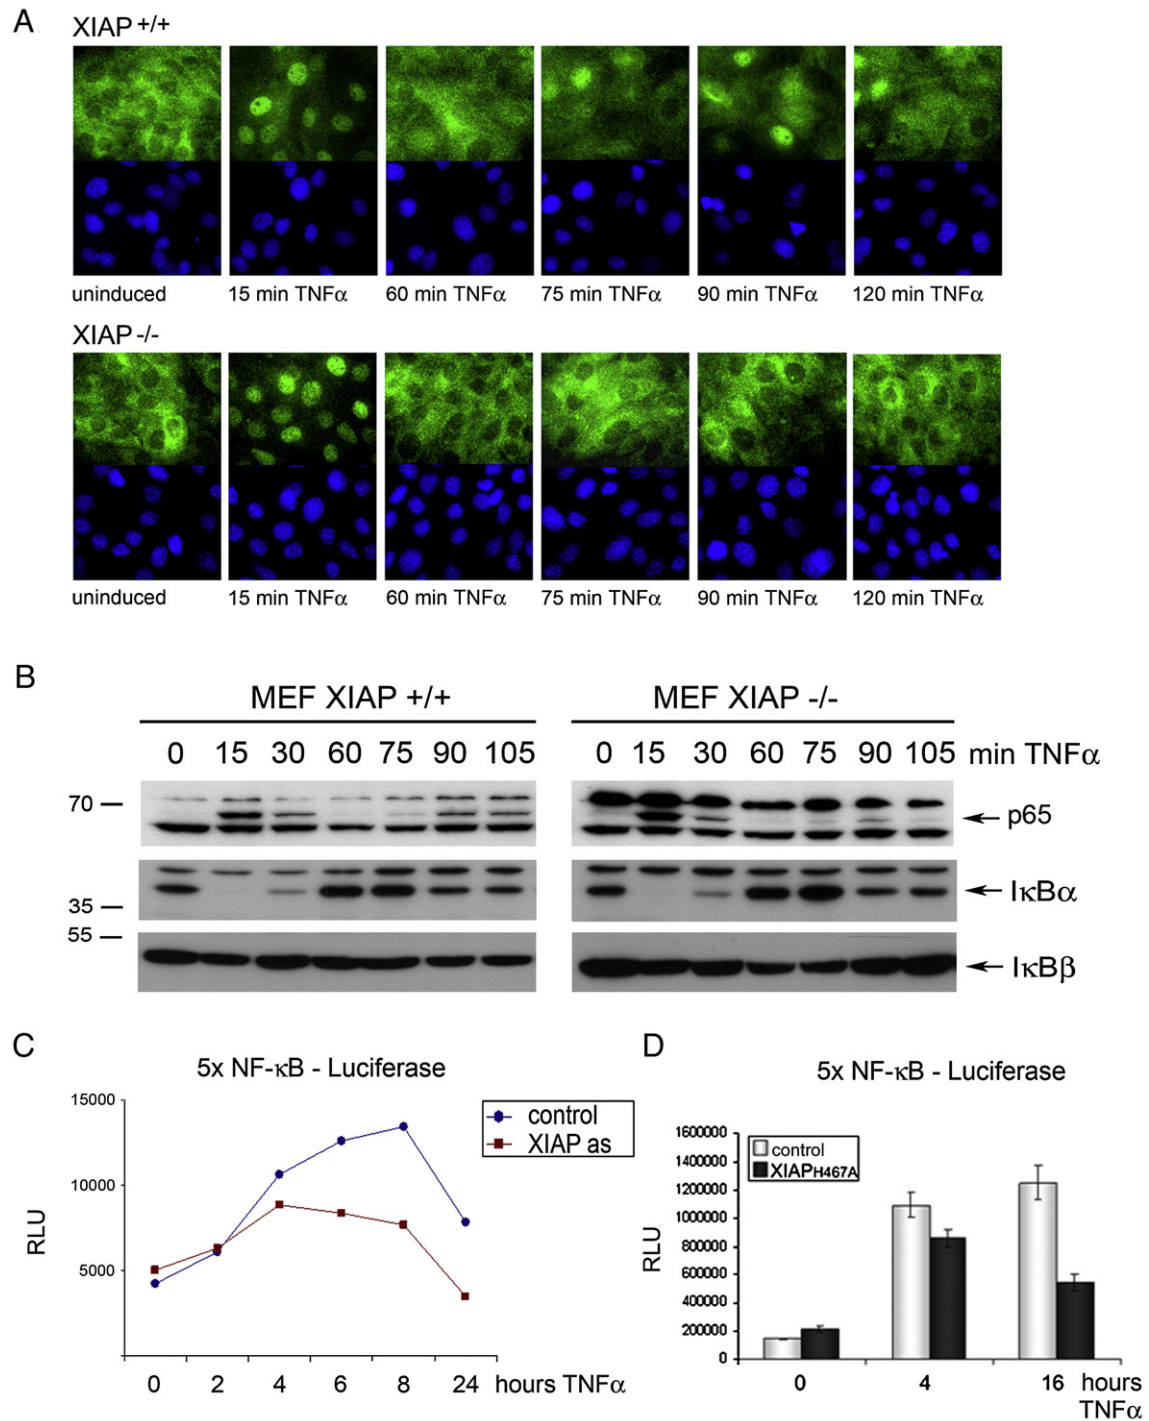 A
XIAP +/+
uninduced 15 min TNFα 60 min TNFα 75 min TNFα 90 min TNFα 120 min TNFα
XIAP -/-
uninduced 15 min TNFα 60 min TNFα 75 min TNFα 90 min TNFα 120 min TNFα
B
MEF XIAP +/+ MEF XIAP -/-
0 15 30 60 75 90 105 0 15 30 60 75 90 105 min TNFα
70
p65
IκBα
35
55
IκBβ
C
5x NF-κB - Luciferase
15000
10000
5000
RLU
control
XIAP as
0 2 4 6 8 24 hours TNFα
D
5x NF-κB - Luciferase
1600000
1400000
1200000
1000000
800000
600000
400000
200000
0
RLU
control
XIAPH467A
0 4 16 hours
TNFα